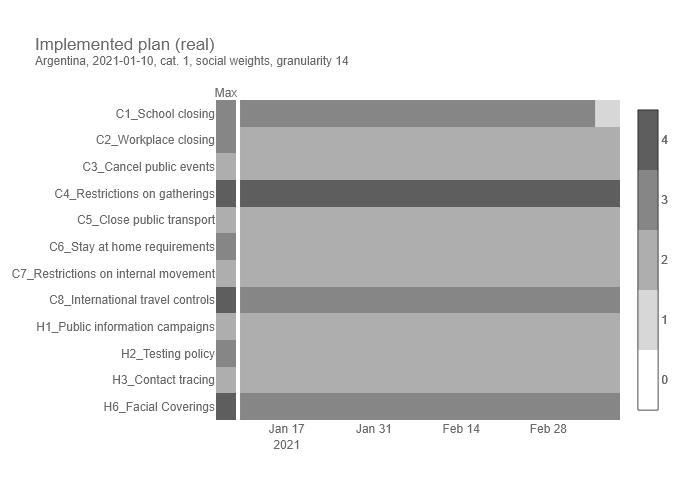 Implemented plan (real)
Argentina, 2021-01-10, cat. 1, social weights, granularity 14
Max
C1_School closing
C2_Workplace closing
C3_Cancel public events
C4_Restrictions on gatherings
C5_Close public transport
C6_Stay at home requirements
C7_Restrictions on internal movement
C8_International travel controls
H1_Public information campaigns
H2_Testing policy
H3_Contact tracing
H6_Facial Coverings
Jan 17 Jan 31 Feb 14 Feb 28
2021
4
3
2
1
0